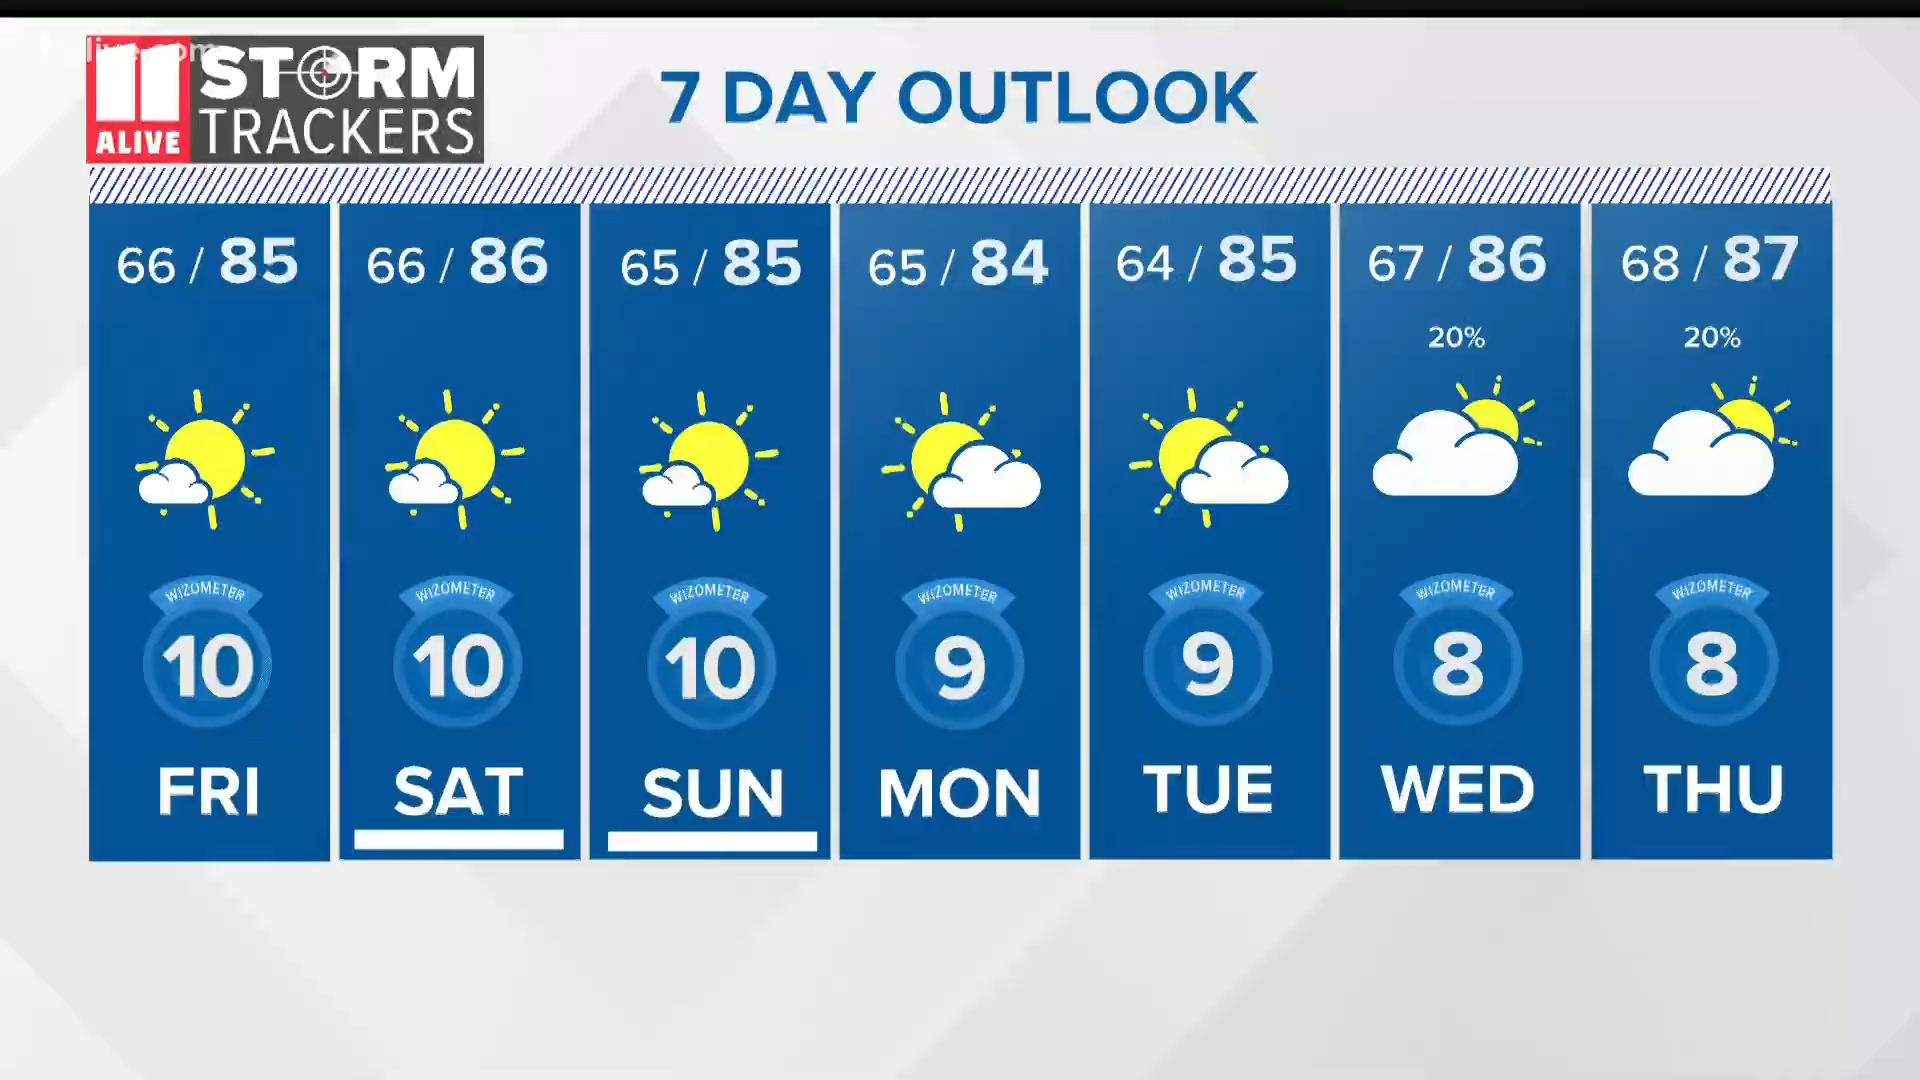 11 ALIVE
STORM
TRACKERS
7 DAY OUTLOOK
66 / 85
66 / 86
65 / 85
65 / 84
64 / 85
67 / 86
68 / 87
20%
20%
WIZOMETER
WIZOMETER
WIZOMETER
WIZOMETER
WIZOMETER
WIZOMETER
WIZOMETER
10
10
10
9
9
8
8
FRI
SAT
SUN
MON
TUE
WED
THU